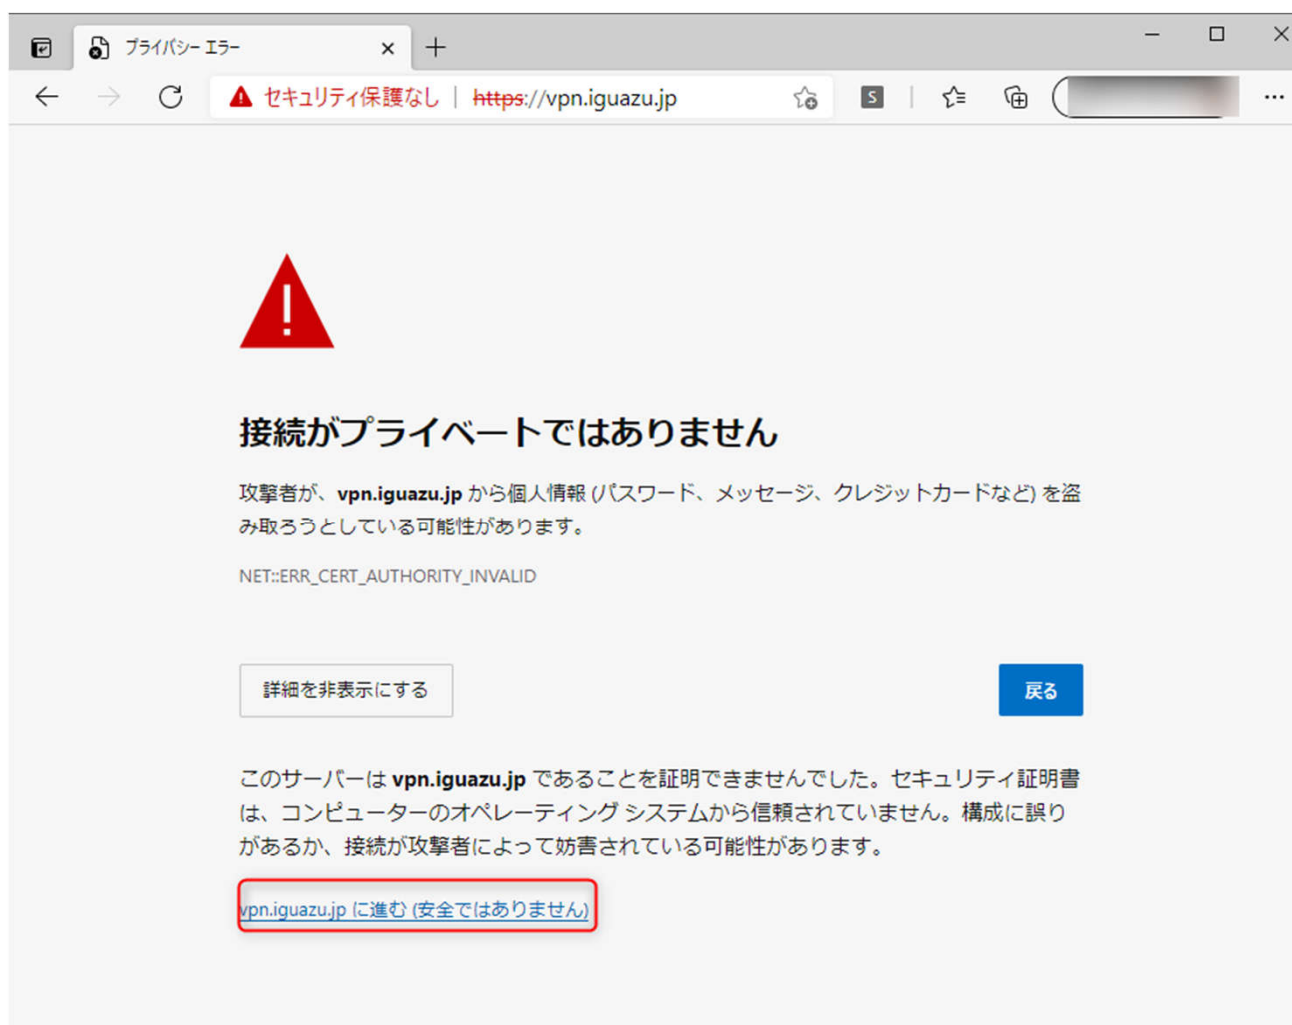 プライバシー エラー
セキュリティ保護なし | https://vpn.iguazu.jp
S
接続がプライベートではありません
攻撃者が、vpn.iguazu.jp から個人情報 (パスワード、メッセージ、クレジットカードなど) を盗
み取ろうとしている可能性があります。
NET::ERR_CERT_AUTHORITY_INVALID
詳細を非表示にする
戻る
このサーバーは vpn.iguazu.jp であることを証明できませんでした。セキュリティ証明書
は、コンピューターのオペレーティング システムから信頼されていません。構成に誤り
があるか、接続が攻撃者によって妨害されている可能性があります。
vpn.iguazu.jp に進む (安全ではありません)